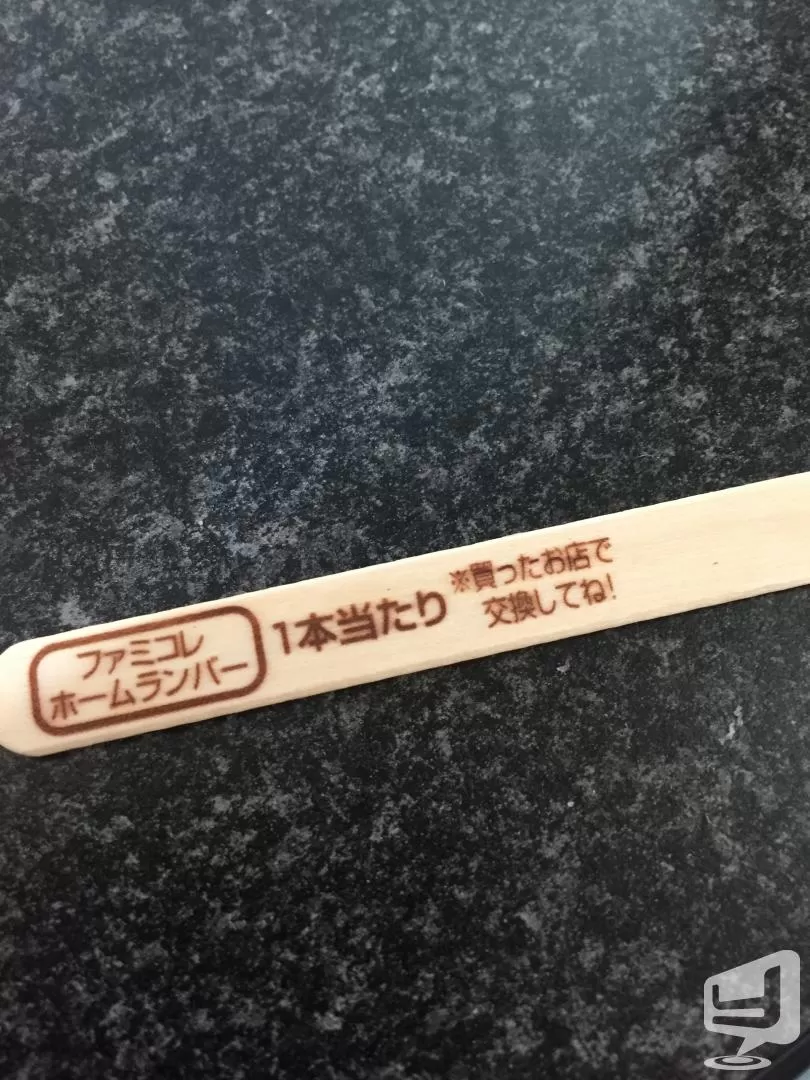 ファミコレ
ホームランバー
1本当たり
※買ったお店で
交換してね!